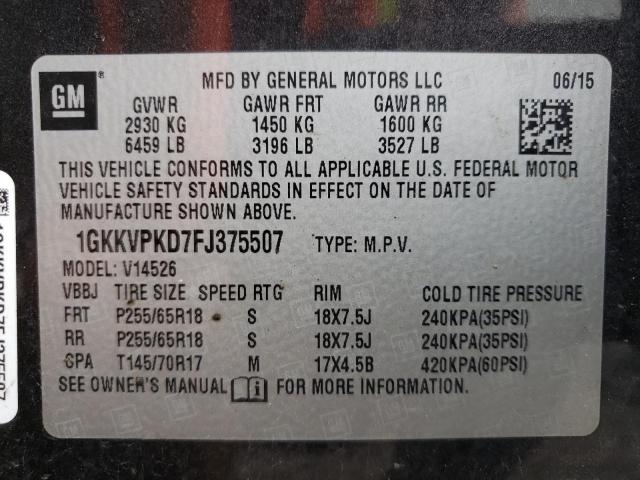 GM ® MFD BY GENERAL MOTORS LLC 06/15
GVWR GAWR FRT GAWR RR
2930 KG 1450 KG 1600 KG
6459 LB 3196 LB 3527 LB
THIS VEHICLE CONFORMS TO ALL APPLICABLE U.S. FEDERAL MOTOR
VEHICLE SAFETY STANDARDS IN EFFECT ON THE DATE OF
MANUFACTURE SHOWN ABOVE.
1GKKVPKD7FJ375507 TYPE: M.P.V.
MODEL: V14526
VBBJ TIRE SIZE SPEED RTG RIM COLD TIRE PRESSURE
FRT P255/65R18 S 18X7.5J 240KPA(35PSI)
RR P255/65R18 S 18X7.5J 240KPA(35PSI)
SPA T145/70R17 M 17X4.5B 420KPA(60PSI)
SEE OWNER'S MANUAL FOR MORE INFORMATION.